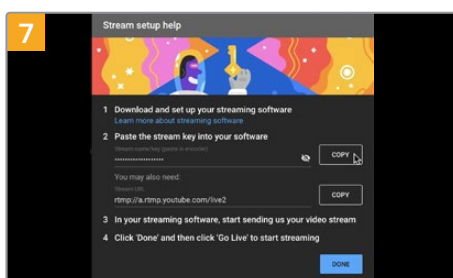 7
Stream setup help
1 Download and set up your streaming software
Learn more about streaming software
2 Paste the stream key into your software
Stream name/key (paste in encoder)
••••••••••••••••••••
COPY
You may also need:
Stream URL
rtmp://a.rtmp.youtube.com/live2
COPY
3 In your streaming software, start sending us your video stream
4 Click 'Done' and then click 'Go Live' to start streaming
DONE